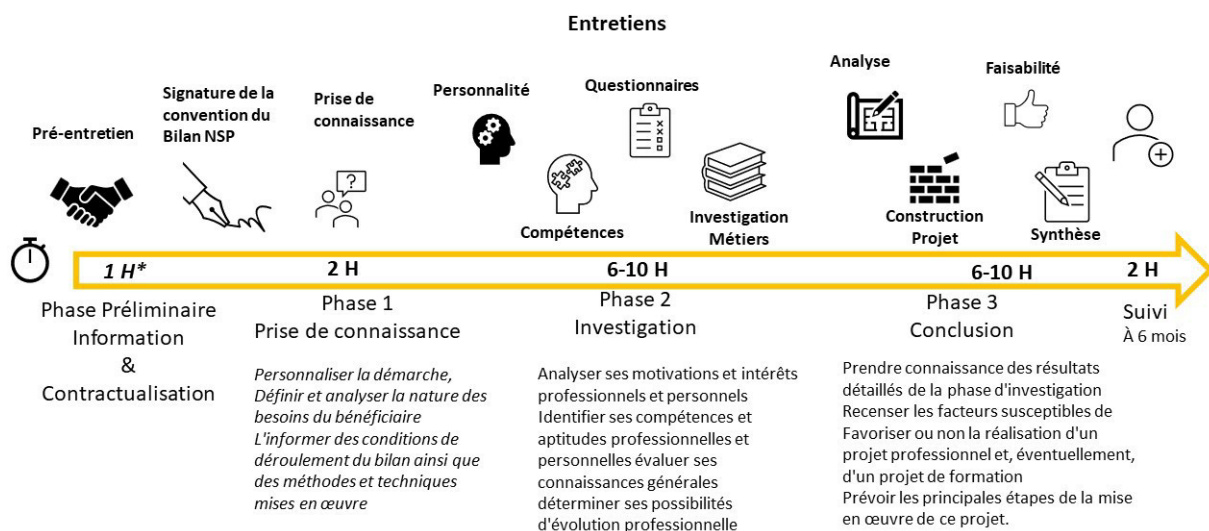 Entretiens
Pré-entretien
Signature de la
convention du
Bilan NSP
Prise de
connaissance
Personnalité
Compétences
Questionnaires
Investigation
Métiers
Analyse
Construction
Projet
Faisabilité
Synthèse
1 H*
2 H
6-10 H
6-10 H
2 H
Phase Préliminaire
Information
&
Contractualisation
Phase 1
Prise de connaissance
Personnaliser la démarche,
Définir et analyser la nature des
besoins du bénéficiaire
L'informer des conditions de
déroulement du bilan ainsi que
des méthodes et techniques
mises en œuvre
Phase 2
Investigation
Analyser ses motivations et intérêts
professionnels et personnels
Identifier ses compétences et
aptitudes professionnelles et
personnelles évaluer ses
connaissances générales
déterminer ses possibilités
d'évolution professionnelle
Phase 3
Conclusion
Prendre connaissance des résultats
détaillés de la phase d'investigation
Recenser les facteurs susceptibles de
Favoriser ou non la réalisation d'un
projet professionnel et, éventuellement,
d'un projet de formation
Prévoir les principales étapes de la mise
en œuvre de ce projet.
Suivi
À 6 mois